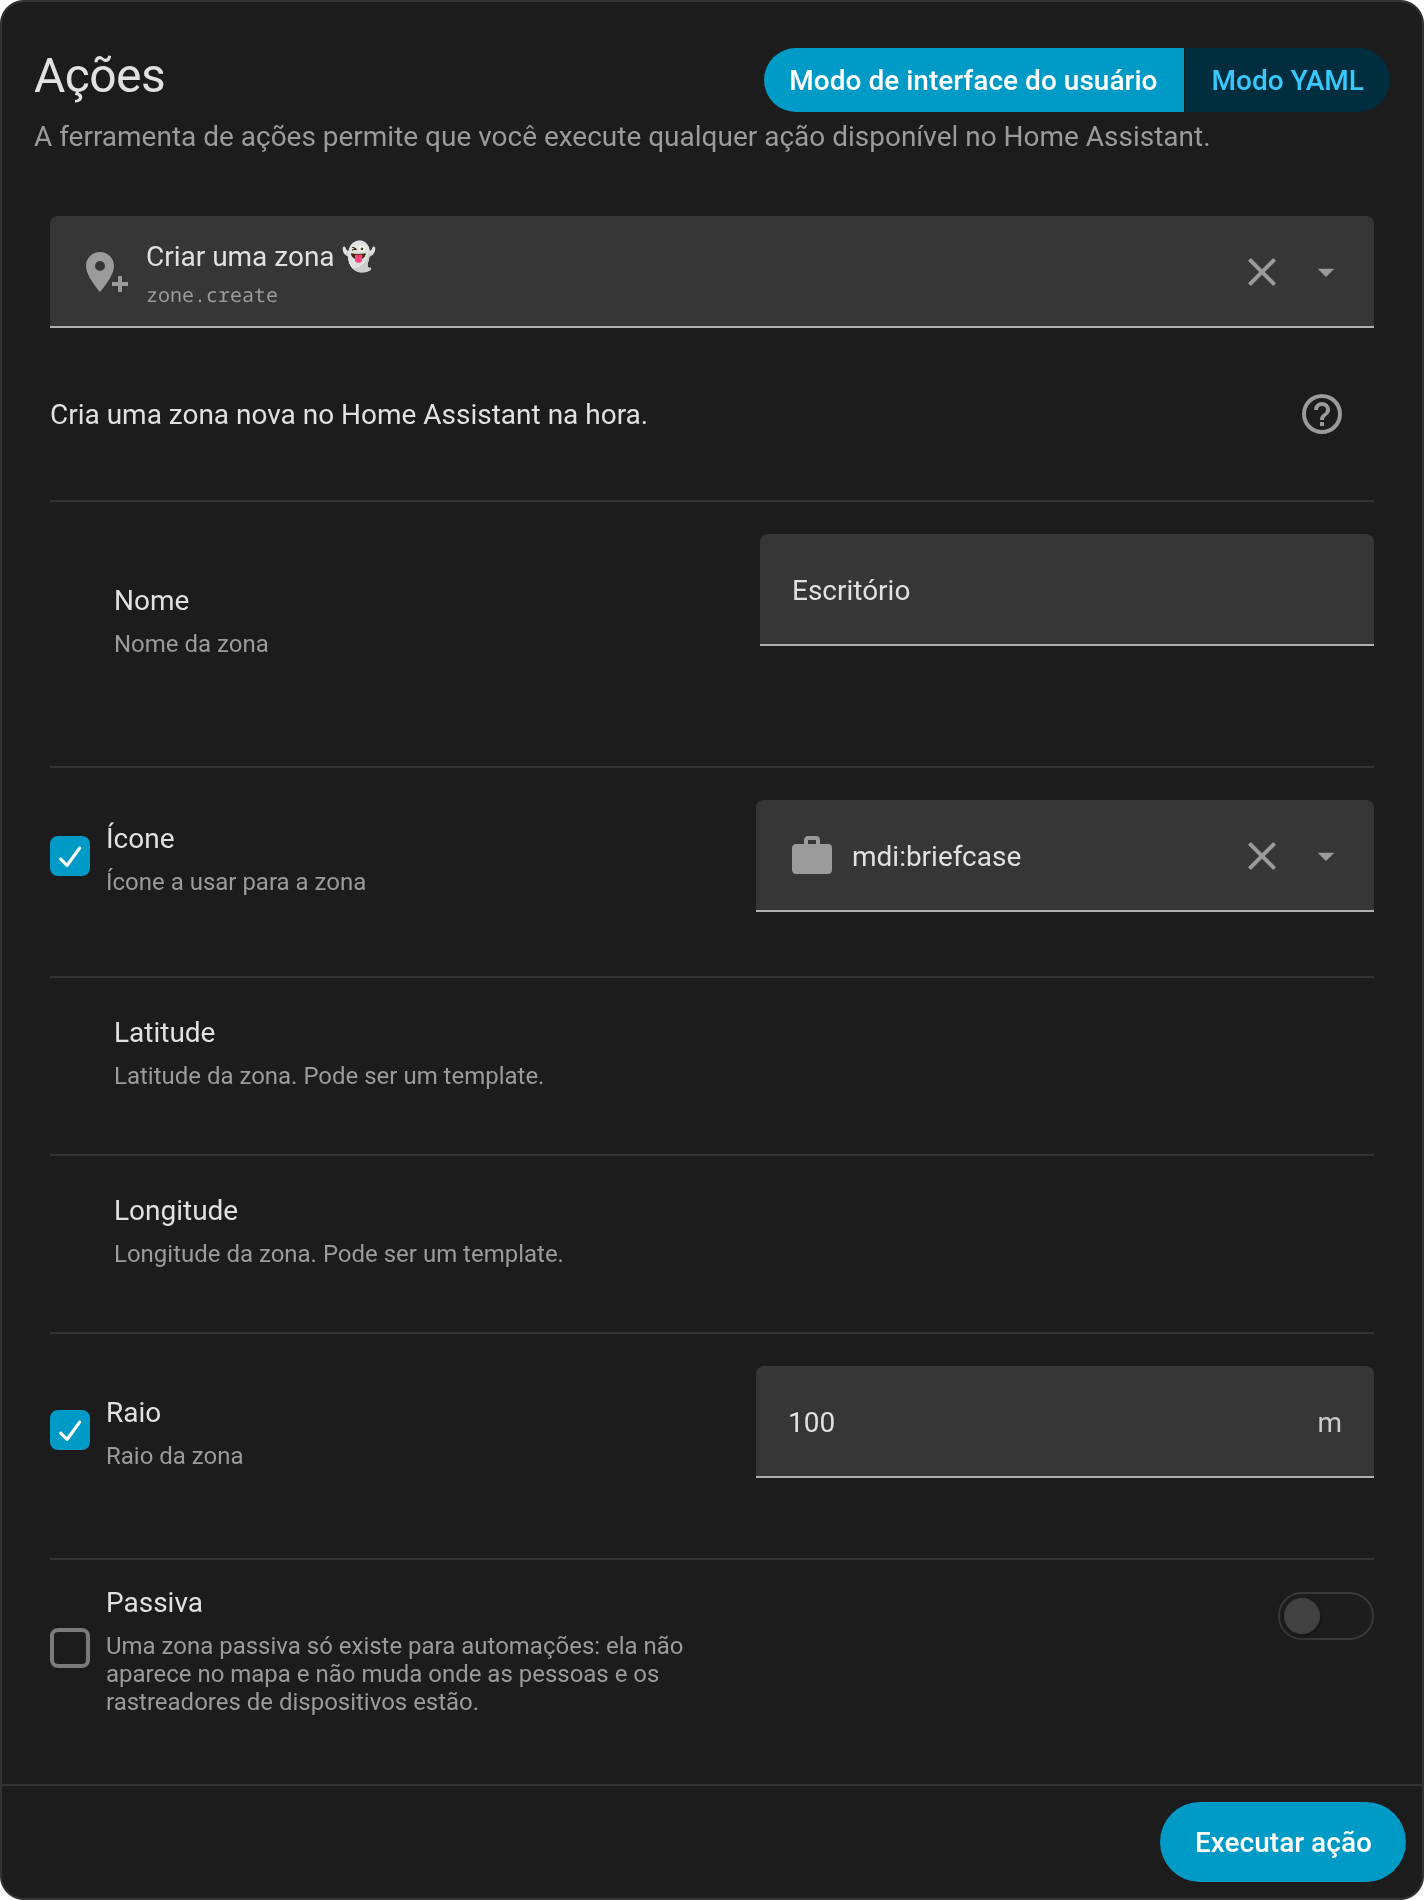 Ações
Modo de interface do usuário
Modo YAML
A ferramenta de ações permite que você execute qualquer ação disponível no Home Assistant.
Criar uma zona 👻
zone.create
Cria uma zona nova no Home Assistant na hora.
Nome
Nome da zona
Escritório
Ícone
Ícone a usar para a zona
mdi:briefcase
Latitude
Latitude da zona. Pode ser um template.
Longitude
Longitude da zona. Pode ser um template.
Raio
Raio da zona
100 m
Passiva
Uma zona passiva só existe para automações: ela não
aparece no mapa e não muda onde as pessoas e os
rastreadores de dispositivos estão.
Executar ação